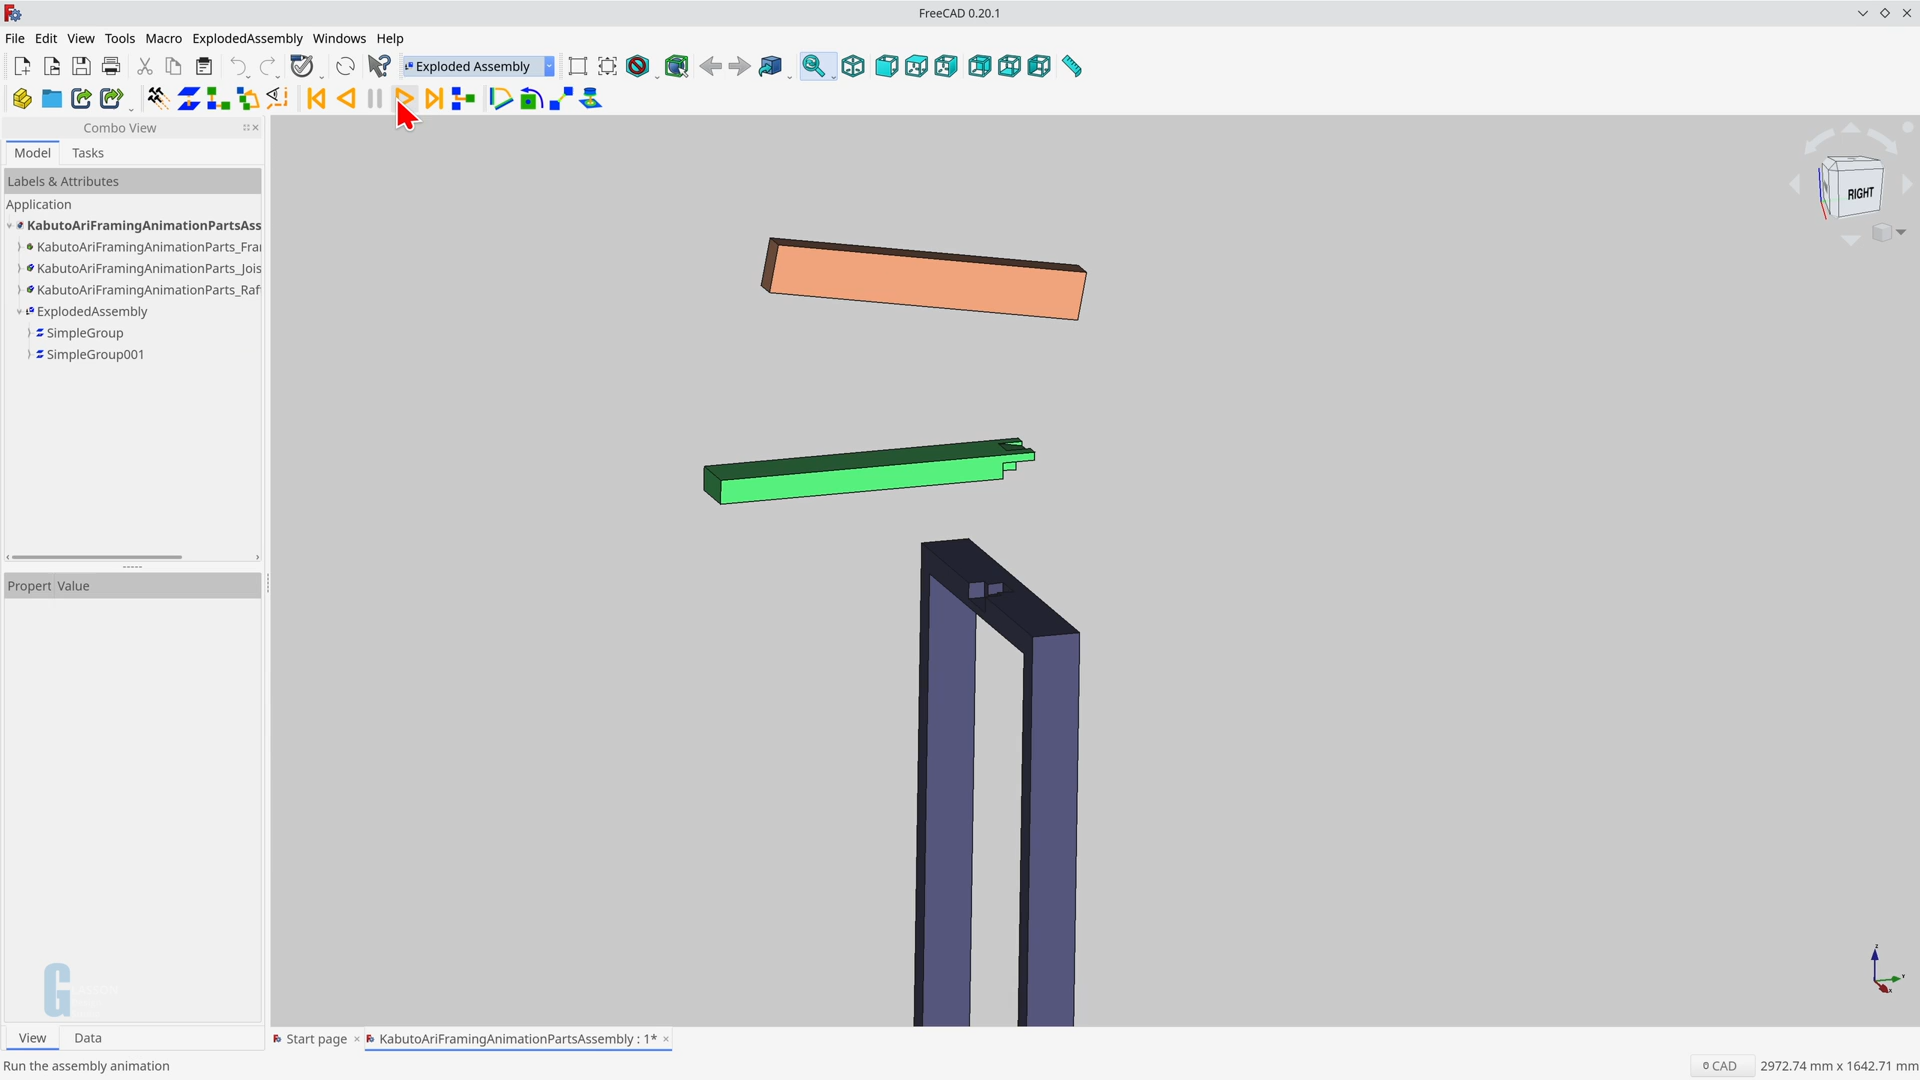 FreeCAD 0.20.1
File Edit View Tools Macro ExplodedAssembly Windows Help
Exploded Assembly
Combo View
Model Tasks
Labels & Attributes
Application
KabutoAriFramingAnimationPartsAss
KabutoAriFramingAnimationParts_Fra
KabutoAriFramingAnimationParts_Jois
KabutoAriFramingAnimationParts_Raf
ExplodedAssembly
SimpleGroup
SimpleGroup001
Propert Value
RIGHT
Z
Y
X
G
View Data
Start page
KabutoAriFramingAnimationPartsAssembly : 1*
Run the assembly animation
CAD
2972.74 mm x 1642.71 mm